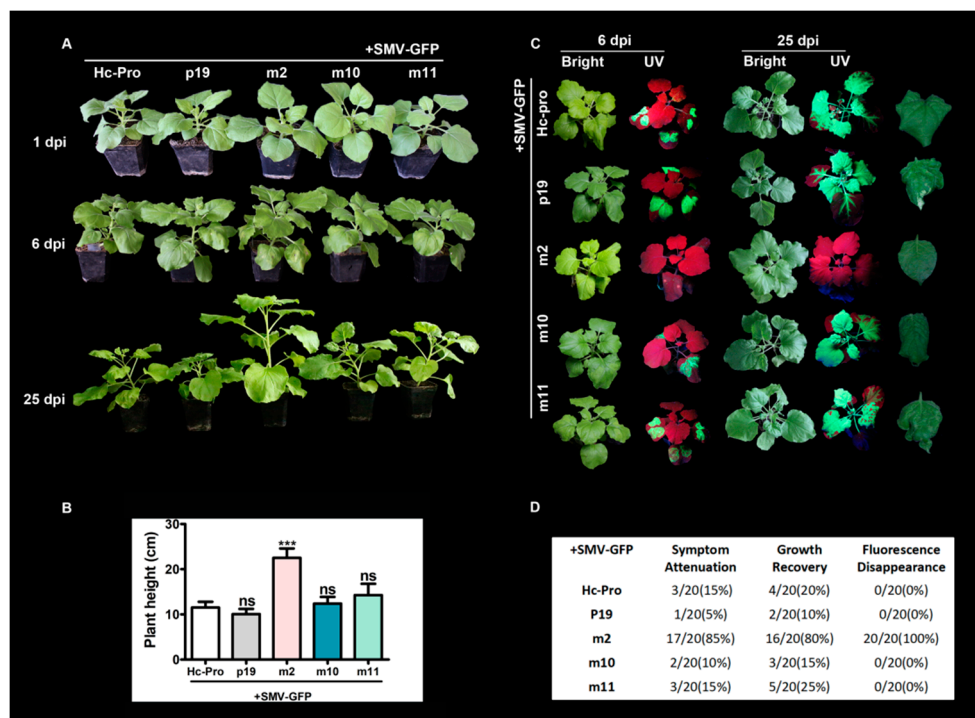 A
+SMV-GFP
Hc-Pro p19 m2 m10 m11
1 dpi
6 dpi
25 dpi
B
Plant height (cm)
30
20
10
0
ns *** ns ns
Hc-Pro p19 m2 m10 m11
+SMV-GFP
C
6 dpi 25 dpi
Bright UV Bright UV
+SMV-GFP
Hc-pro
p19
m2
m10
m11
D
+SMV-GFP Symptom Attenuation Growth Recovery Fluorescence Disappearance
Hc-Pro 3/20(15%) 4/20(20%) 0/20(0%)
P19 1/20(5%) 2/20(10%) 0/20(0%)
m2 17/20(85%) 16/20(80%) 20/20(100%)
m10 2/20(10%) 3/20(15%) 0/20(0%)
m11 3/20(15%) 5/20(25%) 0/20(0%)